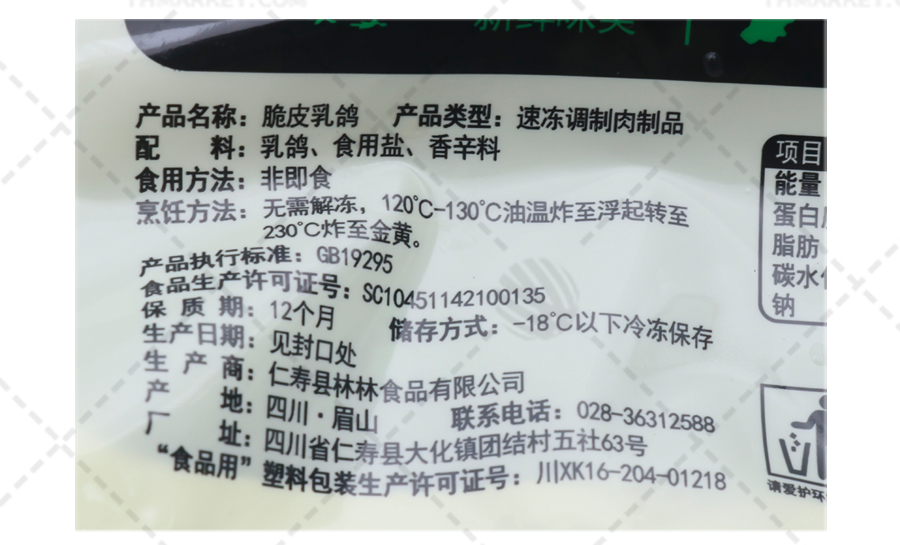 新鲜味美
产品名称：脆皮乳鸽 产品类型：速冻调制肉制品
配 料：乳鸽、食用盐、香辛料
食用方法：非即食
烹饪方法：无需解冻，120℃-130℃油温炸至浮起转至
230℃炸至金黄。
产品执行标准：GB19295
食品生产许可证号：SC10451142100135
保 质 期：12个月 储存方式：-18℃以下冷冻保存
生产日期：见封口处
生 产 商：仁寿县林林食品有限公司
产 地：四川·眉山 联系电话：028-36312588
厂 址：四川省仁寿县大化镇团结村五社63号
“食品用”塑料包装生产许可证号：川XK16-204-01218
项目
能量
蛋白
脂肪
碳水
钠
请爱护环